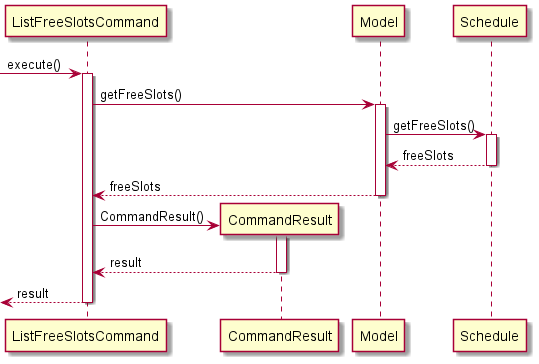 ListFreeSlotsCommand
Model
Schedule
execute()
getFreeSlots()
getFreeSlots()
freeSlots
freeSlots
CommandResult()
CommandResult
result
result
ListFreeSlotsCommand
CommandResult
Model
Schedule